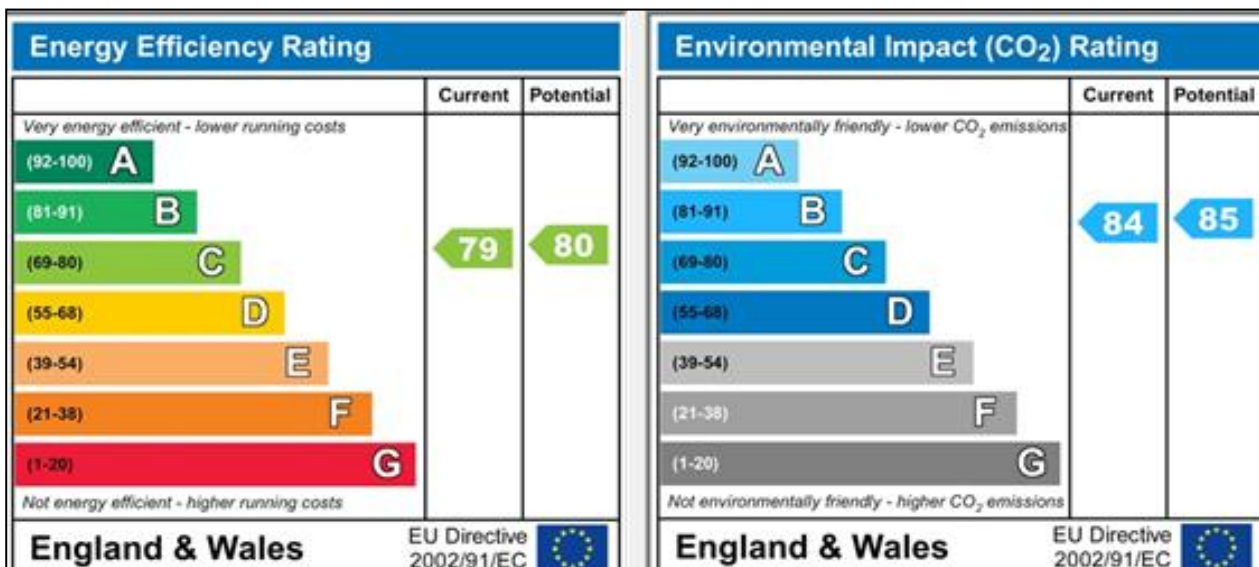 Energy Efficiency Rating
Current Potential
Very energy efficient - lower running costs
(92-100) A
(81-91) B
(69-80) C
(55-68) D
(39-54) E
(21-38) F
(1-20) G
79 80
Not energy efficient - higher running costs
England & Wales
EU Directive
2002/91/EC
Environmental Impact (CO₂) Rating
Current Potential
Very environmentally friendly - lower CO₂ emissions
(92-100) A
(81-91) B
(69-80) C
(55-68) D
(39-54) E
(21-38) F
(1-20) G
84 85
Not environmentally friendly - higher CO₂ emissions
England & Wales
EU Directive
2002/91/EC